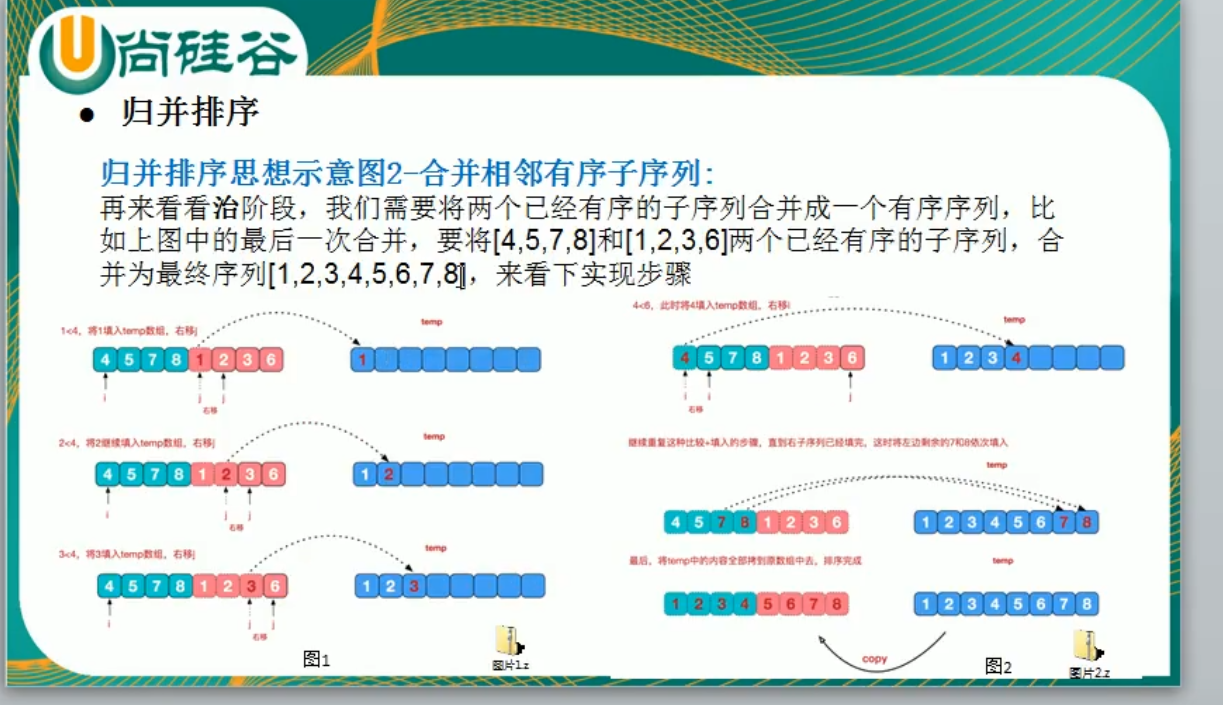 尚硅谷
● 归并排序
归并排序思想示意图2-合并相邻有序子序列:
再来看看治阶段，我们需要将两个已经有序的子序列合并成一个有序序列，比
如上图中的最后一次合并，要将[4,5,7,8]和[1,2,3,6]两个已经有序的子序列，合
并为最终序列[1,2,3,4,5,6,7,8]，来看下实现步骤
1<4，将1填入temp数组，右移j
temp
4 5 7 8 1 2 3 6
1
i j j
右移
2<4，将2继续填入temp数组，右移j
temp
4 5 7 8 1 2 3 6
1 2
i j j
右移
3<4，将3填入temp数组，右移j
temp
4 5 7 8 1 2 3 6
1 2 3
i j j
右移
图1
图片1.z
4<6，此时将4填入temp数组，右移i
temp
4 5 7 8 1 2 3 6
1 2 3 4
i i j
右移
继续重复这种比较+填入的步骤，直到右子序列已经填完，这时将左边剩余的7和8依次填入
temp
4 5 7 8 1 2 3 6
1 2 3 4 5 6 7 8
最后，将temp中的内容全部拷到原数组中去，排序完成
temp
1 2 3 4 5 6 7 8
1 2 3 4 5 6 7 8
copy
图2
图片2.z